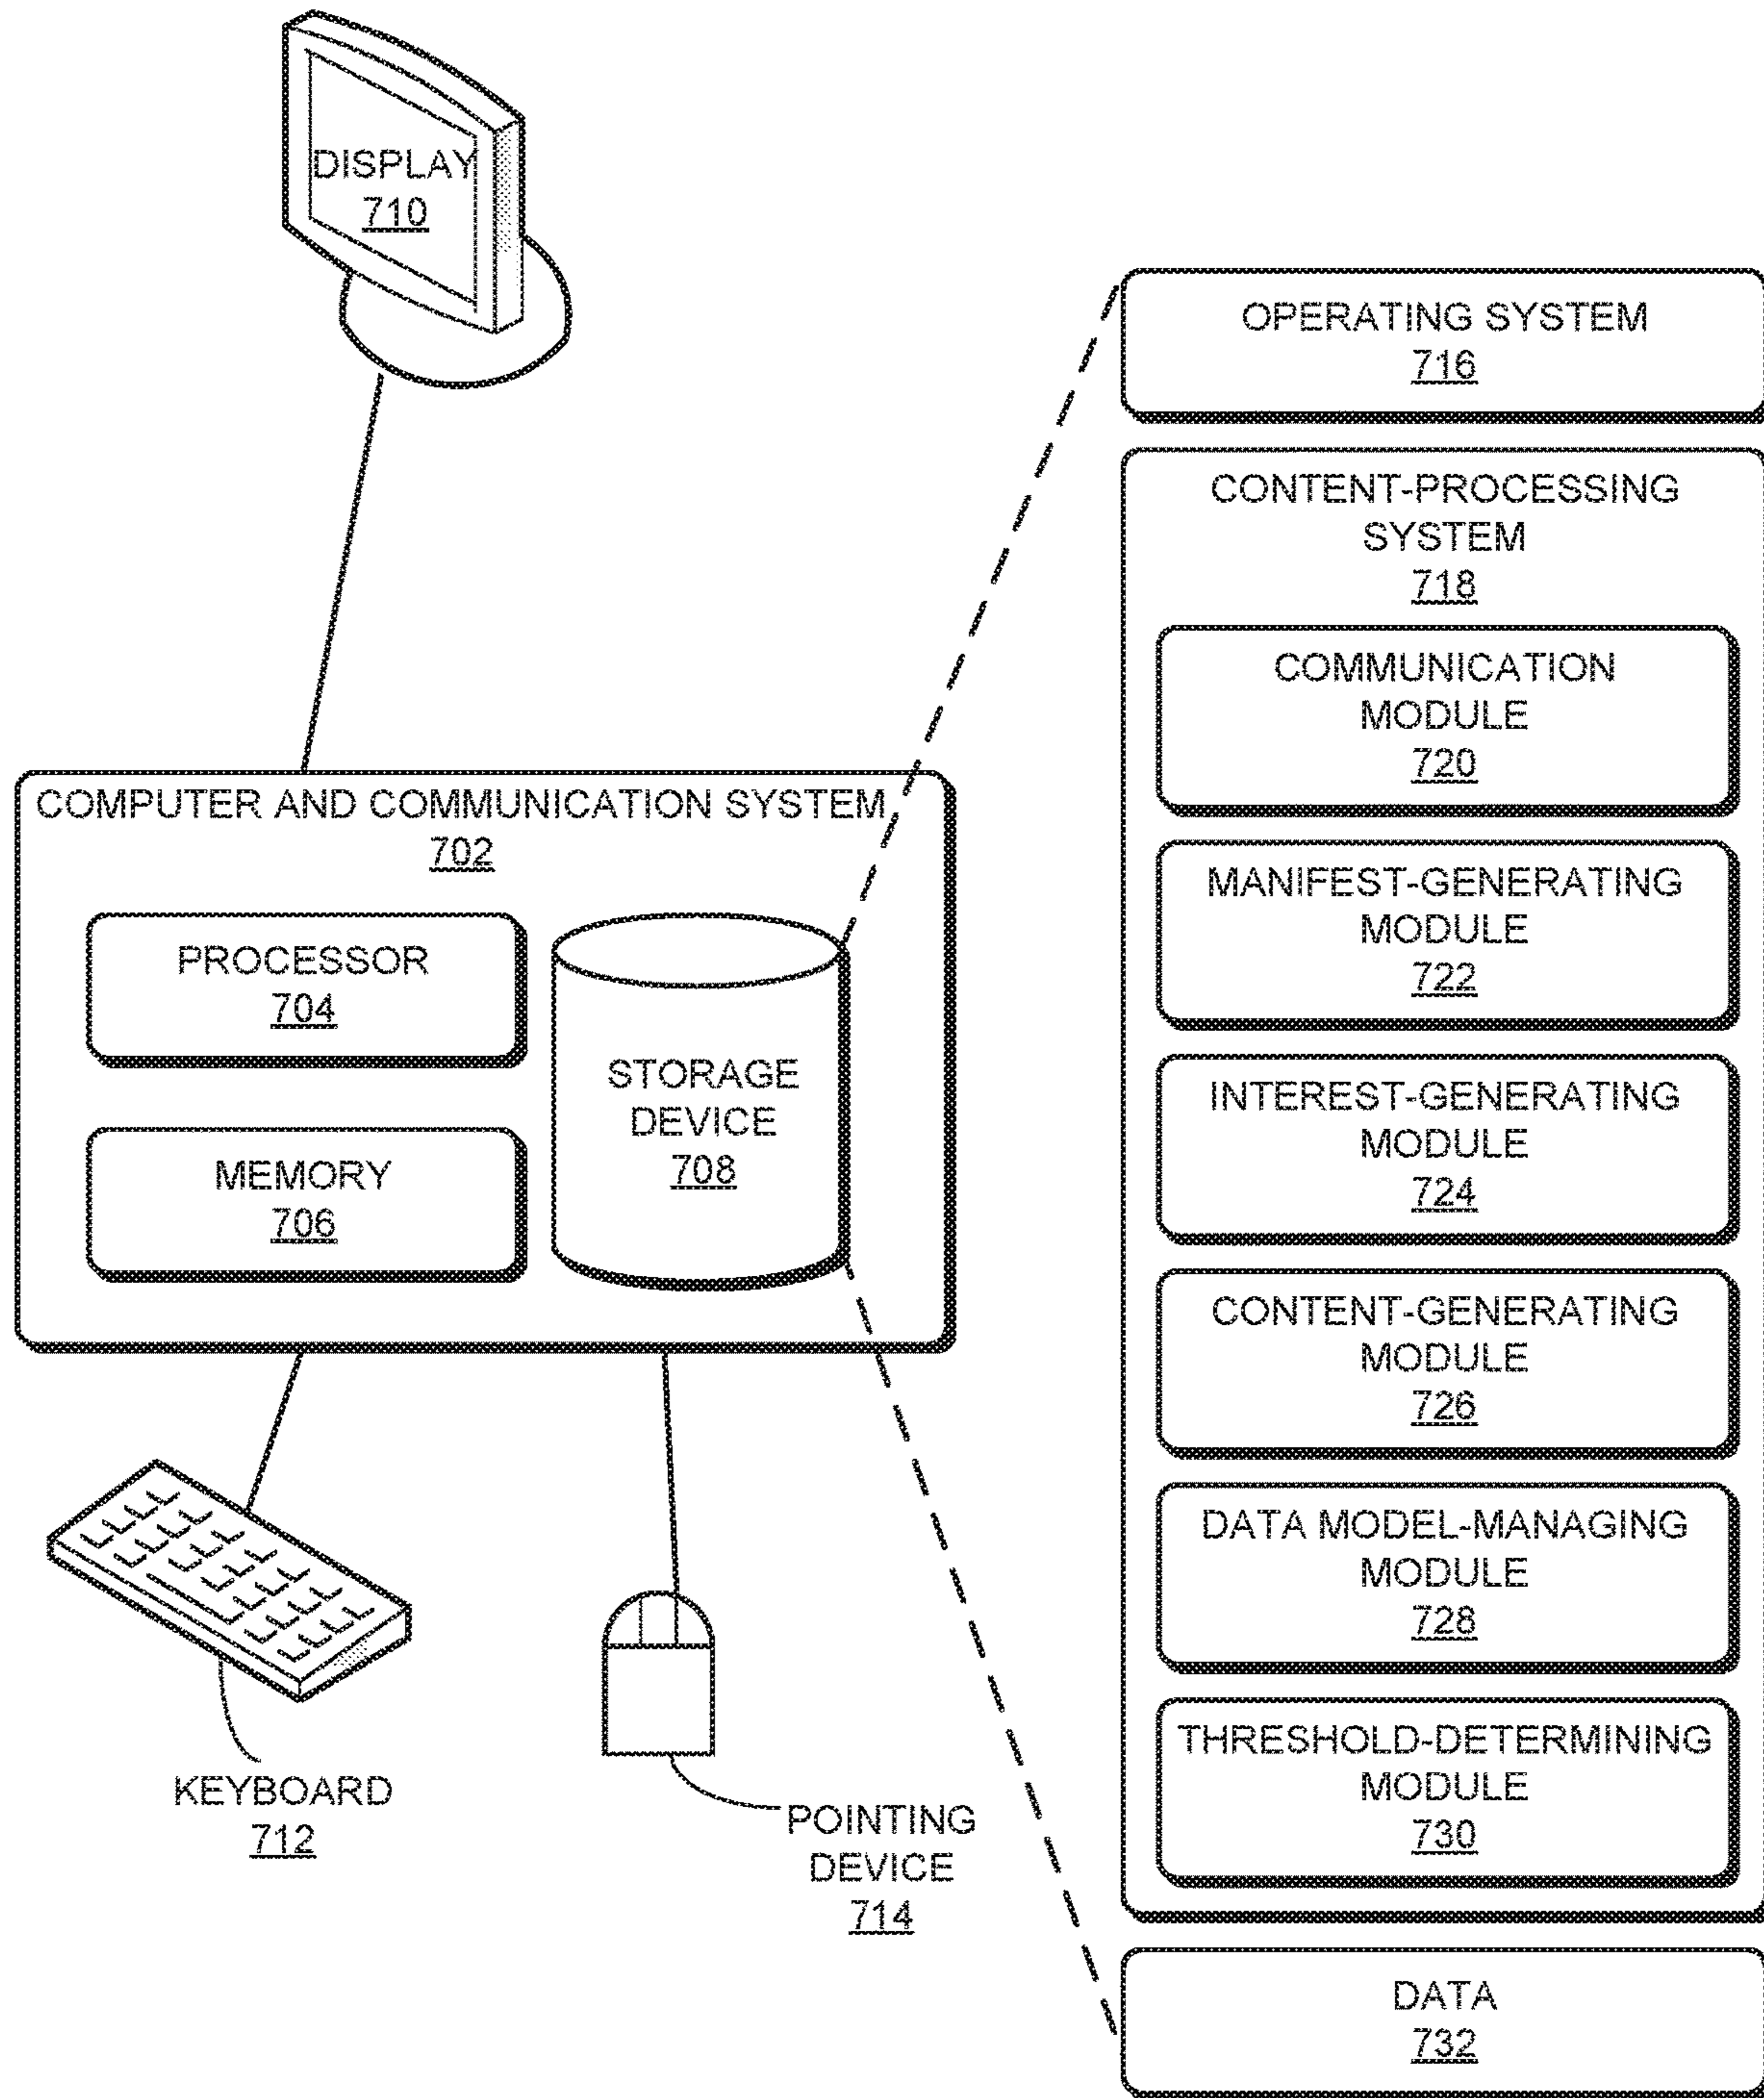 DISPLAY
710
COMPUTER AND COMMUNICATION SYSTEM
702
PROCESSOR
704
MEMORY
706
STORAGE
DEVICE
708
KEYBOARD
712
POINTING
DEVICE
714
OPERATING SYSTEM
716
CONTENT-PROCESSING
SYSTEM
718
COMMUNICATION
MODULE
720
MANIFEST-GENERATING
MODULE
722
INTEREST-GENERATING
MODULE
724
CONTENT-GENERATING
MODULE
726
DATA MODEL-MANAGING
MODULE
728
THRESHOLD-DETERMINING
MODULE
730
DATA
732